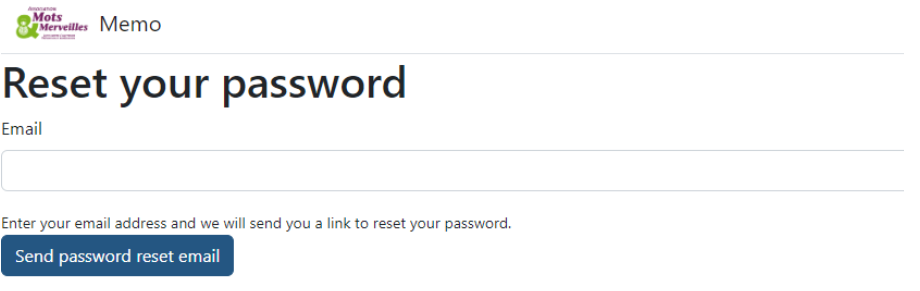 Association
Mots
& Merveilles
Memo
Reset your password
Email
Enter your email address and we will send you a link to reset your password.
Send password reset email